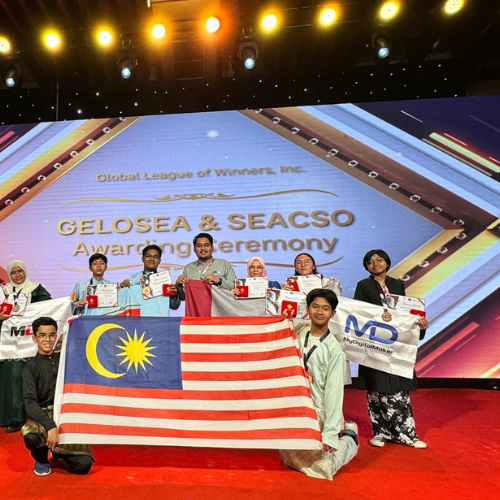 Global League of Winners, Inc.
GELOSEA & SEACSO
Awarding Ceremony
MD
MyDigitalMaker